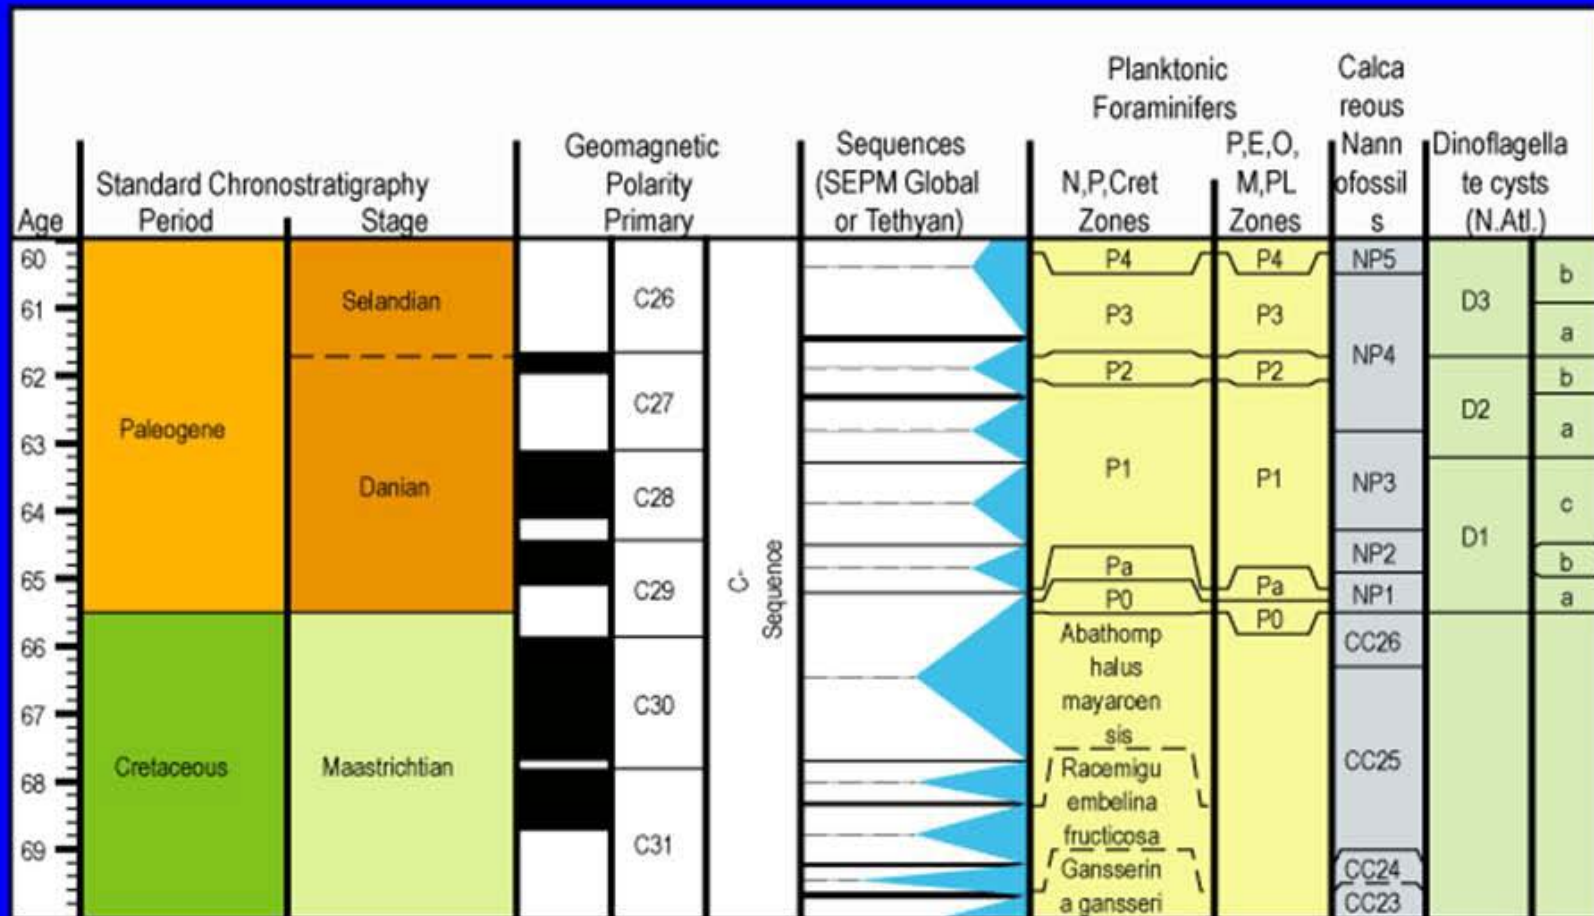 Planktonic
Foraminifers
Calca
reous
Nann
ofossil
s
Geomagnetic
Polarity
Primary
Sequences
(SEPM Global
or Tethyan)
N,P,Cret
Zones
P,E,O,
M,PL
Zones
Dinoflagella
te cysts
(N.Atl.)
Standard Chronostratigraphy
Age
Period
Stage
60
61
62
63
64
65
66
67
68
69
Paleogene
Cretaceous
Selandian
Danian
Maastrichtian
C26
C27
C28
C29
C30
C31
C-
Sequence
P4
P3
P2
P1
Pa
P0
Abathomp
halus
mayaroen
sis
Racemigu
embelina
fructicosa
Gansserin
a gansseri
P4
P3
P2
P1
Pa
P0
NP5
NP4
NP3
NP2
NP1
CC26
CC25
CC24
CC23
D3
D2
D1
b
a
b
a
c
b
a